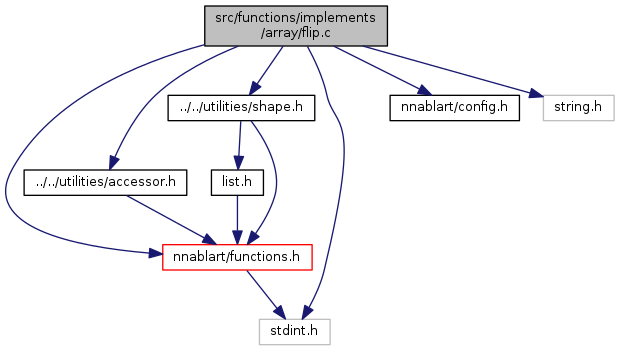 src/functions/implements
/array/flip.c
../../utilities/shape.h
nnablart/config.h
string.h
../../utilities/accessor.h
list.h
nnablart/functions.h
stdint.h